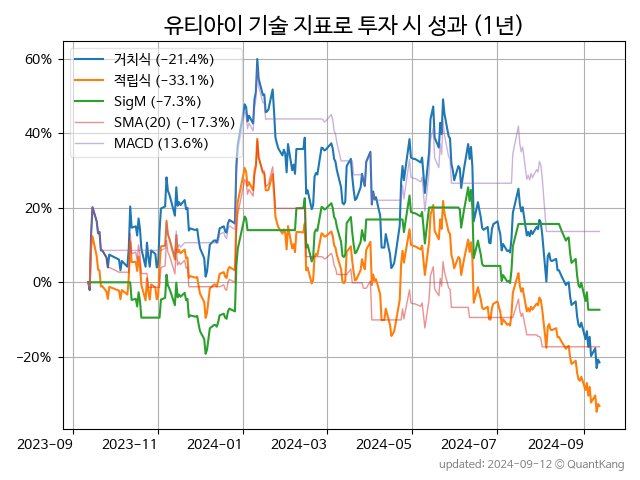 유티아이 기술 지표로 투자 시 성과 (1년)
거치식 (−21.4%)
적립식 (−33.1%)
SigM (−7.3%)
SMA(20) (−17.3%)
MACD (13.6%)
60%
40%
20%
0%
−20%
2023-09 2023-11 2024-01 2024-03 2024-05 2024-07 2024-09
updated: 2024-09-12 ⓒ QuantKang